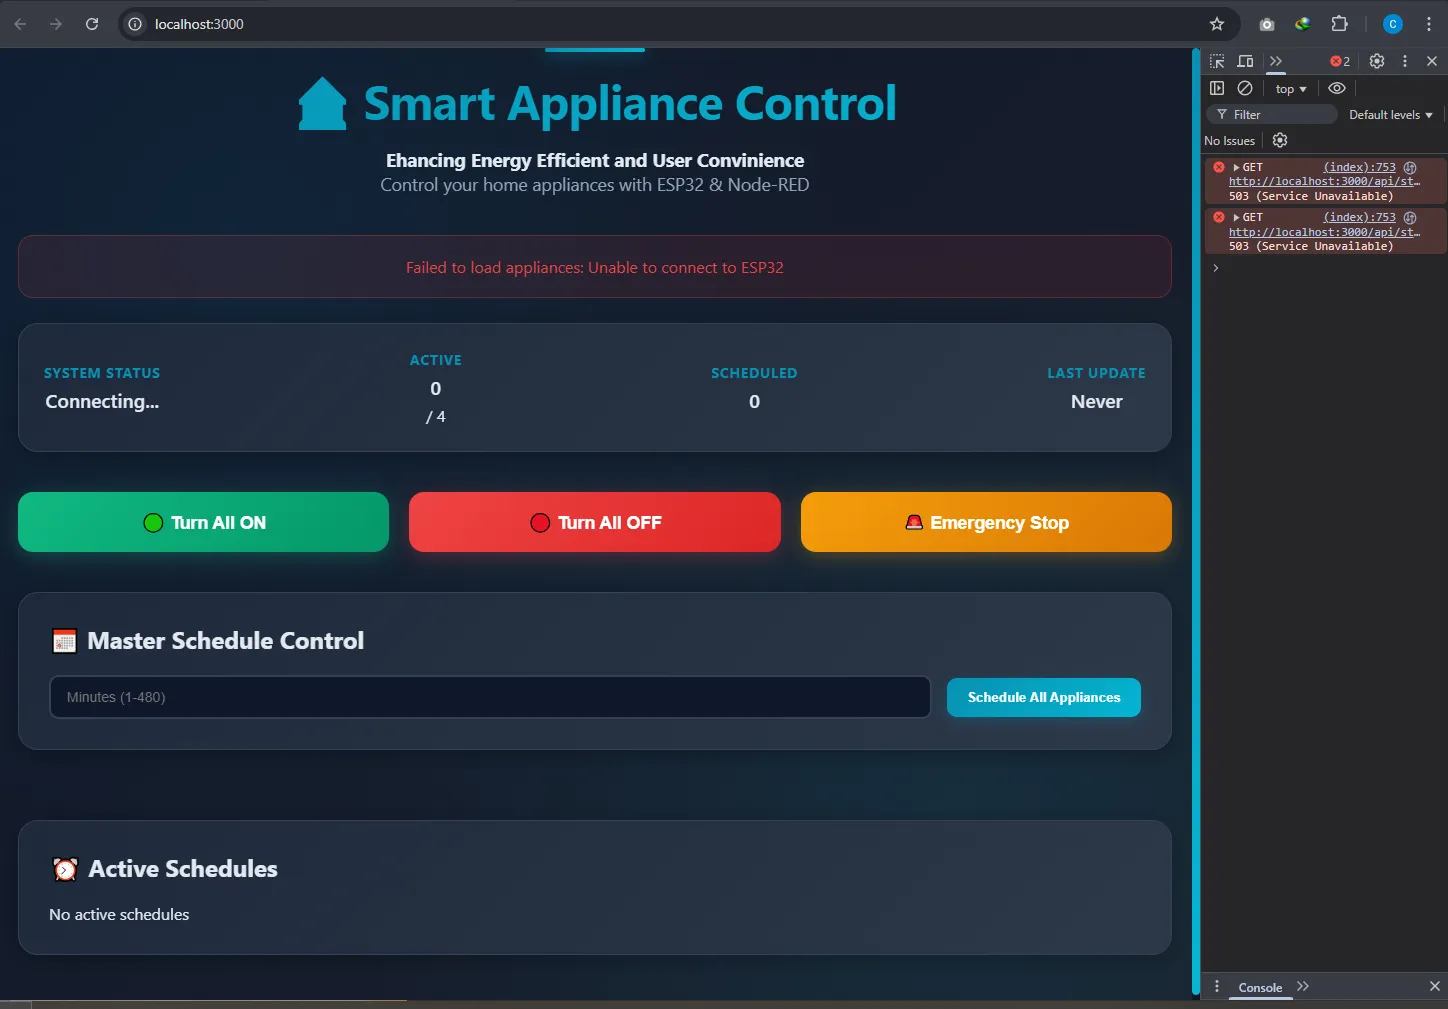 localhost:3000
C
Smart Appliance Control
Ehancing Energy Efficient and User Convinience
Control your home appliances with ESP32 & Node-RED
Failed to load appliances: Unable to connect to ESP32
SYSTEM STATUS
Connecting...
ACTIVE
0
/ 4
SCHEDULED
0
LAST UPDATE
Never
Turn All ON
Turn All OFF
Emergency Stop
Master Schedule Control
Minutes (1-480)
Schedule All Appliances
Active Schedules
No active schedules
2
top
Filter
Default levels
No Issues
GET (index):753
http://localhost:3000/api/st…
503 (Service Unavailable)
GET (index):753
http://localhost:3000/api/st…
503 (Service Unavailable)
Console